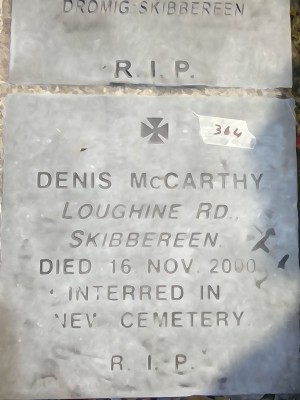 DROMIG·SKIBBEREEN
R.I.P.
364
DENIS McCARTHY
LOUGHINE RD.,
SKIBBEREEN.
DIED 16 NOV. 2000
INTERRED IN
NEW CEMETERY
R.I.P.